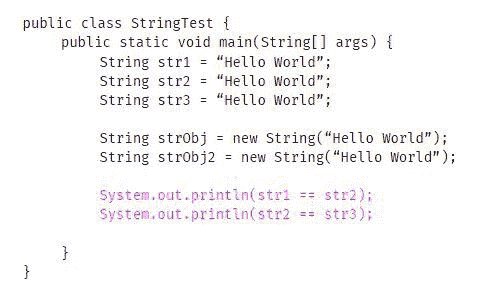 public class StringTest {
public static void main(String[] args) {
String str1 = “Hello World”;
String str2 = “Hello World”;
String str3 = “Hello World”;
String strObj = new String(“Hello World”);
String strObj2 = new String(“Hello World”);
System.out.println(str1 == str2);
System.out.println(str2 == str3);
}
}